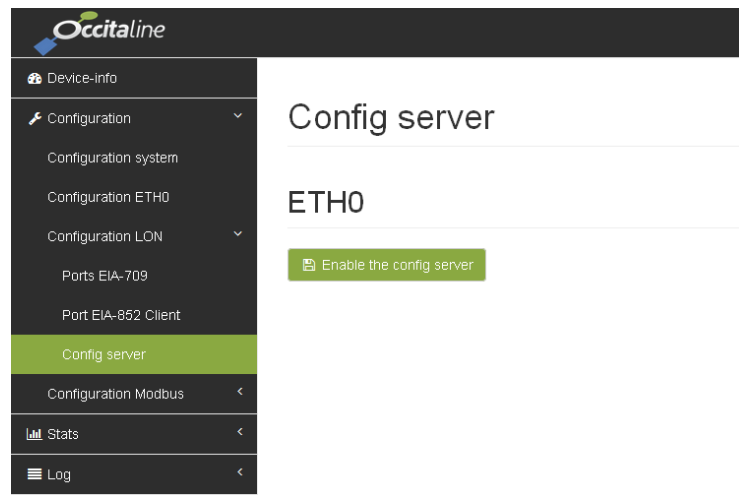 Occitaline
Device-info
Configuration
Configuration system
Configuration ETH0
Configuration LON
Ports EIA-709
Port EIA-852 Client
Config server
Configuration Modbus
Stats
Log
Config server
ETH0
Enable the config server